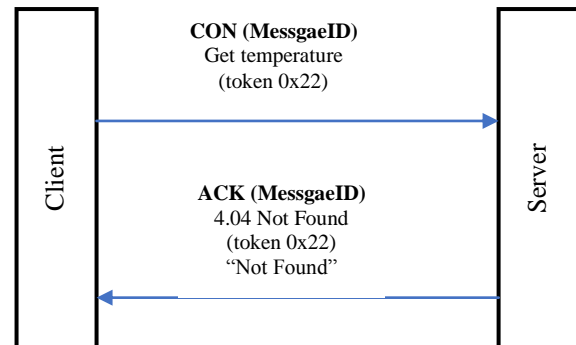 CON (MessgaeID)
Get temperature
(token 0x22)
Client
Server
ACK (MessgaeID)
4.04 Not Found
(token 0x22)
“Not Found”